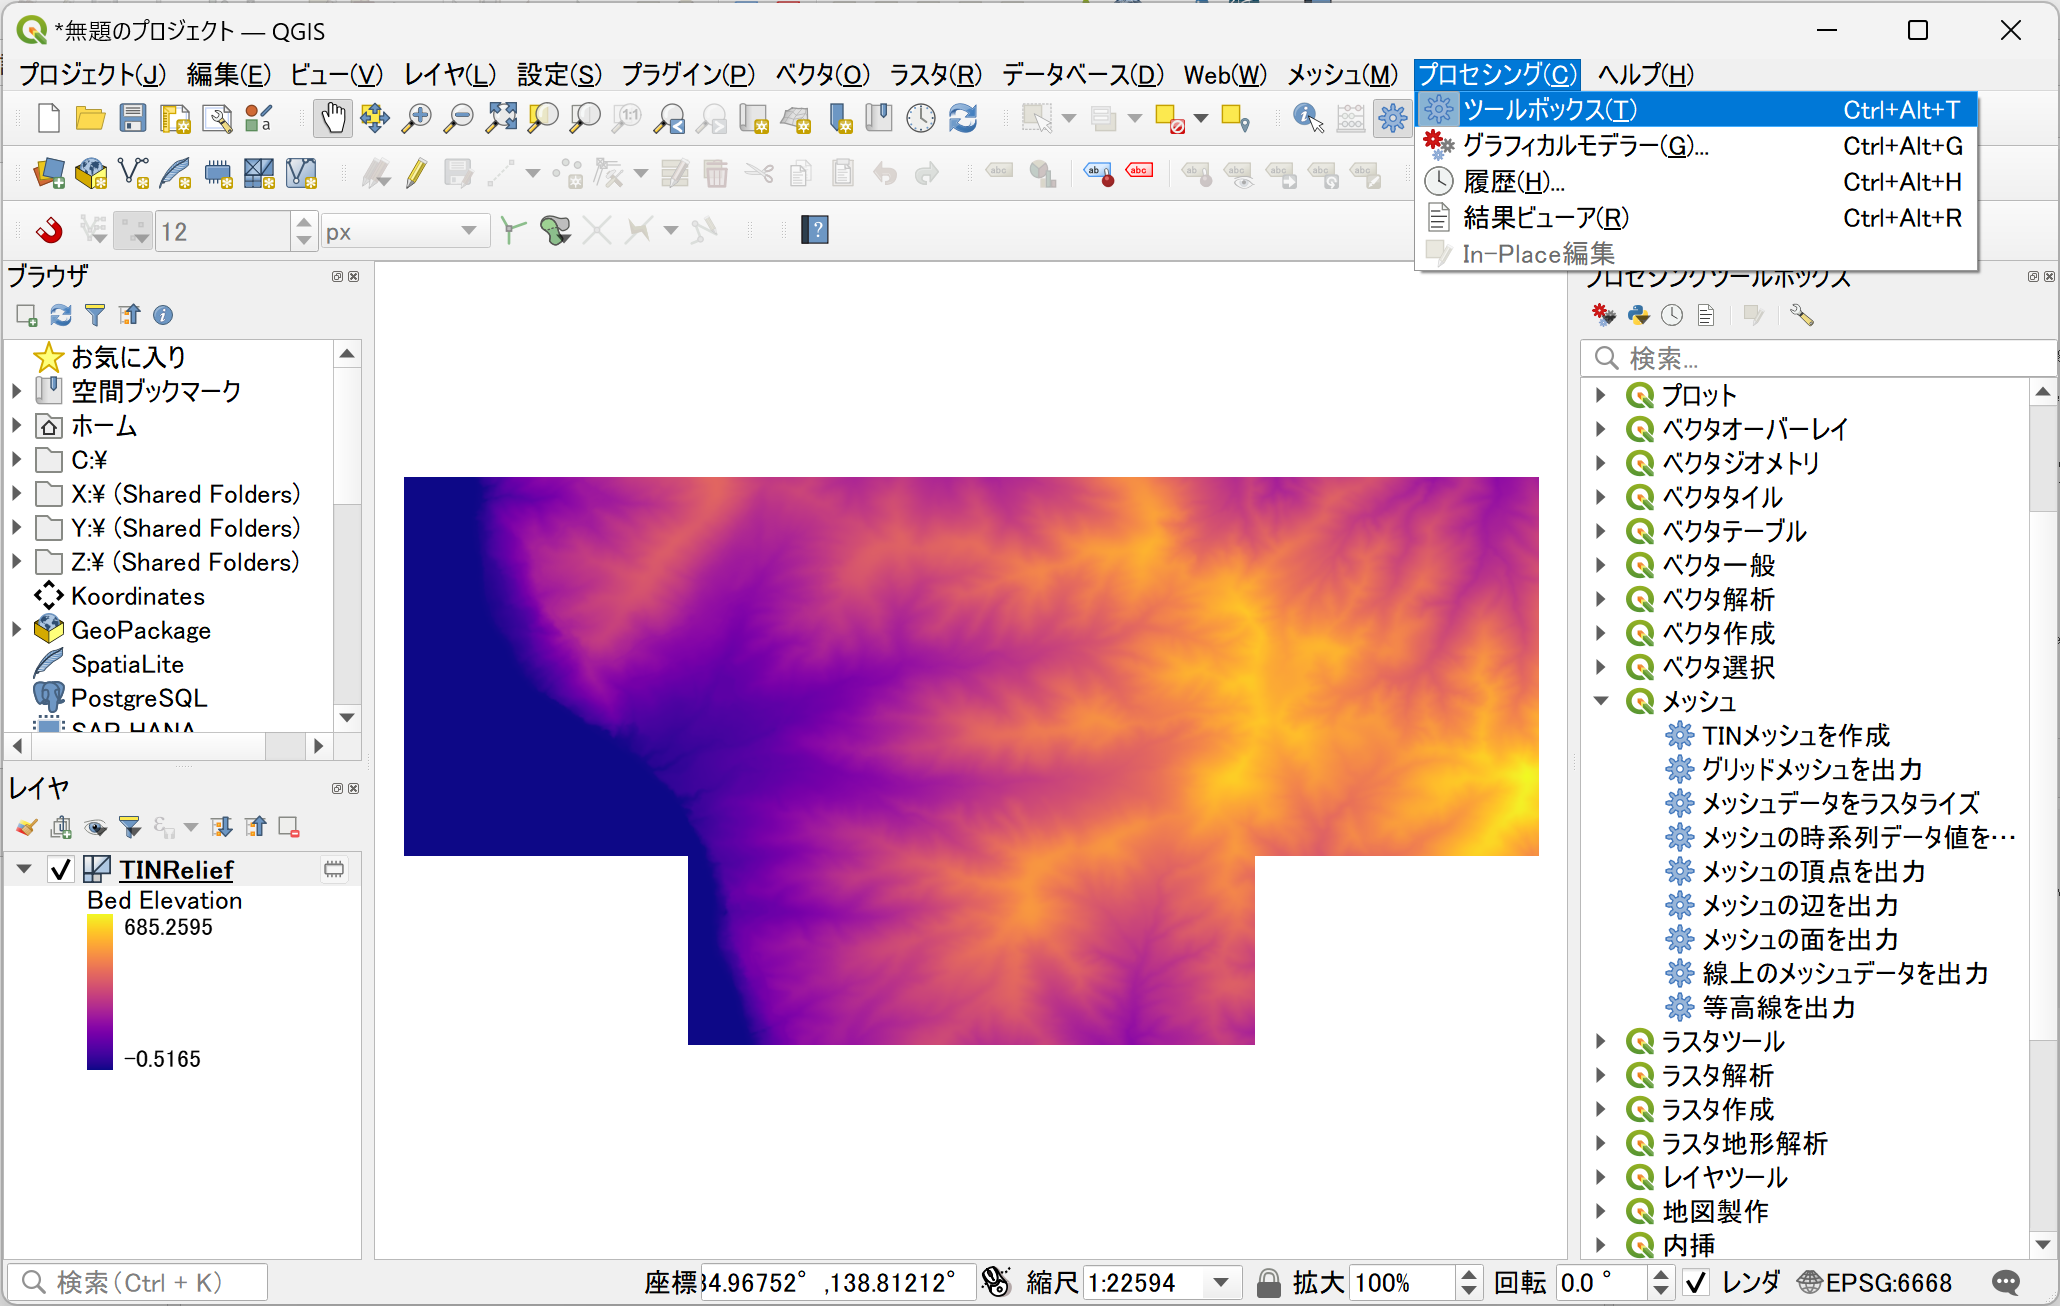 *無題のプロジェクト — QGIS
プロジェクト(J) 編集(E) ビュー(V) レイヤ(L) 設定(S) プラグイン(P) ベクタ(O) ラスタ(R) データベース(D) Web(W) メッシュ(M) プロセシング(C) ヘルプ(H)
ツールボックス(T) Ctrl+Alt+T
グラフィカルモデラー(G)... Ctrl+Alt+G
履歴(H)... Ctrl+Alt+H
結果ビューア(R) Ctrl+Alt+R
In-Place編集
12 px
ブラウザ
お気に入り
空間ブックマーク
ホーム
C:¥
X:¥ (Shared Folders)
Y:¥ (Shared Folders)
Z:¥ (Shared Folders)
Koordinates
GeoPackage
SpatiaLite
PostgreSQL
SAP HANA
レイヤ
TINRelief
Bed Elevation
685.2595
-0.5165
プロセシングツールボックス
検索...
プロット
ベクタオーバーレイ
ベクタジオメトリ
ベクタタイル
ベクタテーブル
ベクタ一般
ベクタ解析
ベクタ作成
ベクタ選択
メッシュ
TINメッシュを作成
グリッドメッシュを出力
メッシュデータをラスタライズ
メッシュの時系列データ値を…
メッシュの頂点を出力
メッシュの辺を出力
メッシュの面を出力
線上のメッシュデータを出力
等高線を出力
ラスタツール
ラスタ解析
ラスタ作成
ラスタ地形解析
レイヤツール
地図製作
内挿
検索(Ctrl + K) 座標 34.96752° ,138.81212° 縮尺 1:22594 拡大 100% 回転 0.0 ° レンダ EPSG:6668